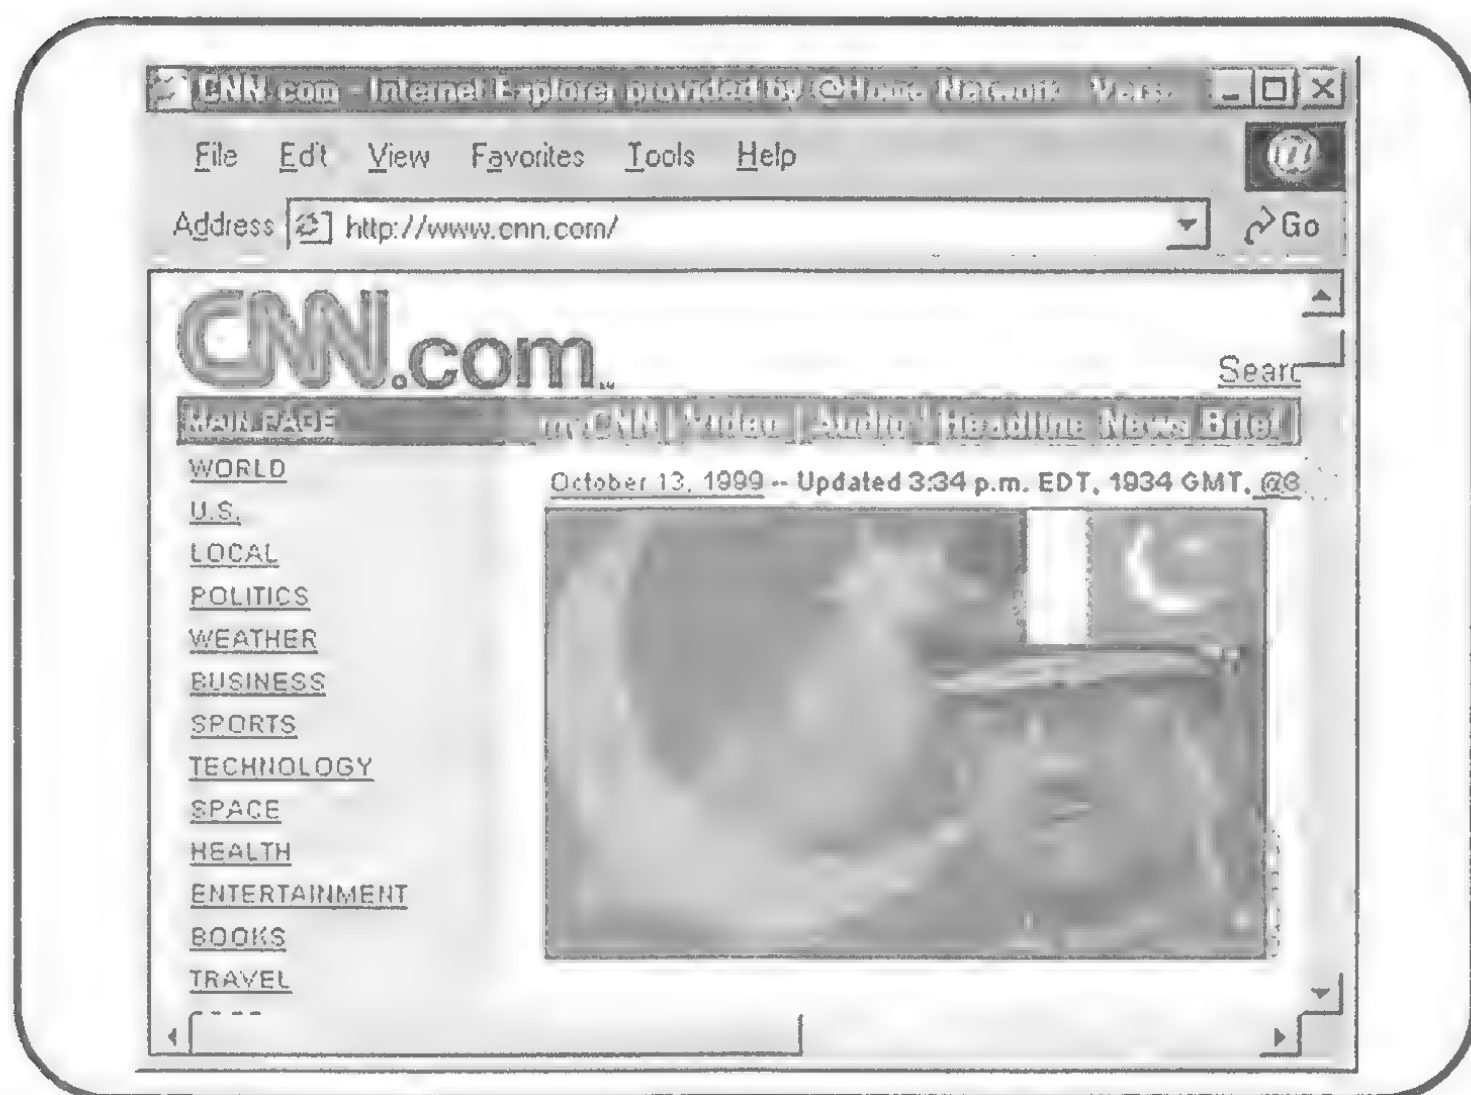 CNN.com - Internet Explorer provided by @Home Network
File Edit View Favorites Tools Help
Address http://www.cnn.com/ Go
CNN.com
Searc
MAIN PAGE myCNN | Video | Audio | Headline News Brief |
WORLD
October 13, 1999 -- Updated 3:34 p.m. EDT, 1934 GMT,
U.S.
LOCAL
POLITICS
WEATHER
BUSINESS
SPORTS
TECHNOLOGY
SPACE
HEALTH
ENTERTAINMENT
BOOKS
TRAVEL